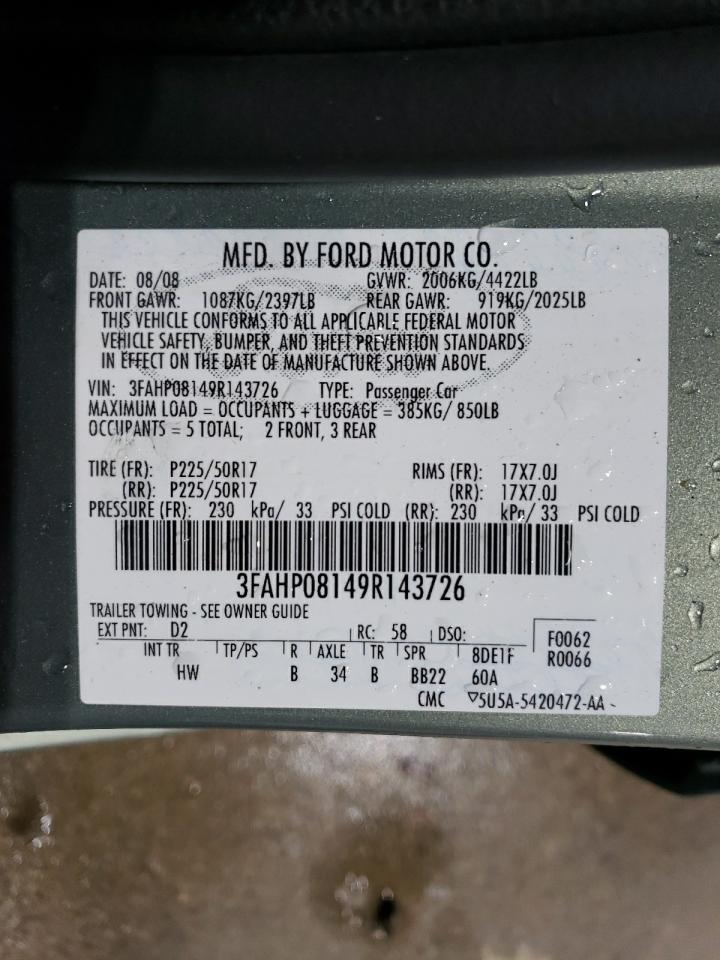 MFD. BY FORD MOTOR CO.
DATE: 08/08 GVWR: 2006KG/4422LB
FRONT GAWR: 1087KG/2397LB REAR GAWR: 919KG/2025LB
THIS VEHICLE CONFORMS TO ALL APPLICABLE FEDERAL MOTOR
VEHICLE SAFETY, BUMPER, AND THEFT PREVENTION STANDARDS
IN EFFECT ON THE DATE OF MANUFACTURE SHOWN ABOVE.
VIN: 3FAHP08149R143726 TYPE: Passenger Car
MAXIMUM LOAD = OCCUPANTS + LUGGAGE = 385KG/ 850LB
OCCUPANTS = 5 TOTAL; 2 FRONT, 3 REAR
TIRE (FR): P225/50R17 RIMS (FR): 17X7.0J
(RR): P225/50R17 (RR): 17X7.0J
PRESSURE (FR): 230 kPa/ 33 PSI COLD (RR): 230 kPa/ 33 PSI COLD
3FAHP08149R143726
TRAILER TOWING - SEE OWNER GUIDE
EXT PNT: D2 RC: 58 DSO: F0062
INT TR TP/PS R AXLE TR SPR 8DE1F R0066
HW B 34 B BB22 60A
CMC ▽5U5A-5420472-AA-